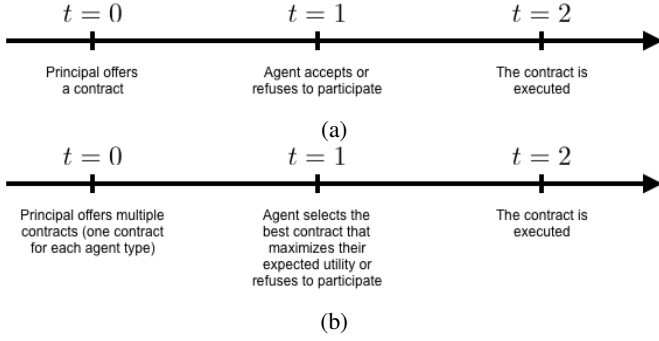 t = 0 t = 1 t = 2
Principal offers
a contract
Agent accepts or
refuses to participate
The contract is
executed
(a)
t = 0 t = 1 t = 2
Principal offers multiple
contracts (one contract
for each agent type)
Agent selects the
best contract that
maximizes their
expected utility or
refuses to participate
The contract is
executed
(b)